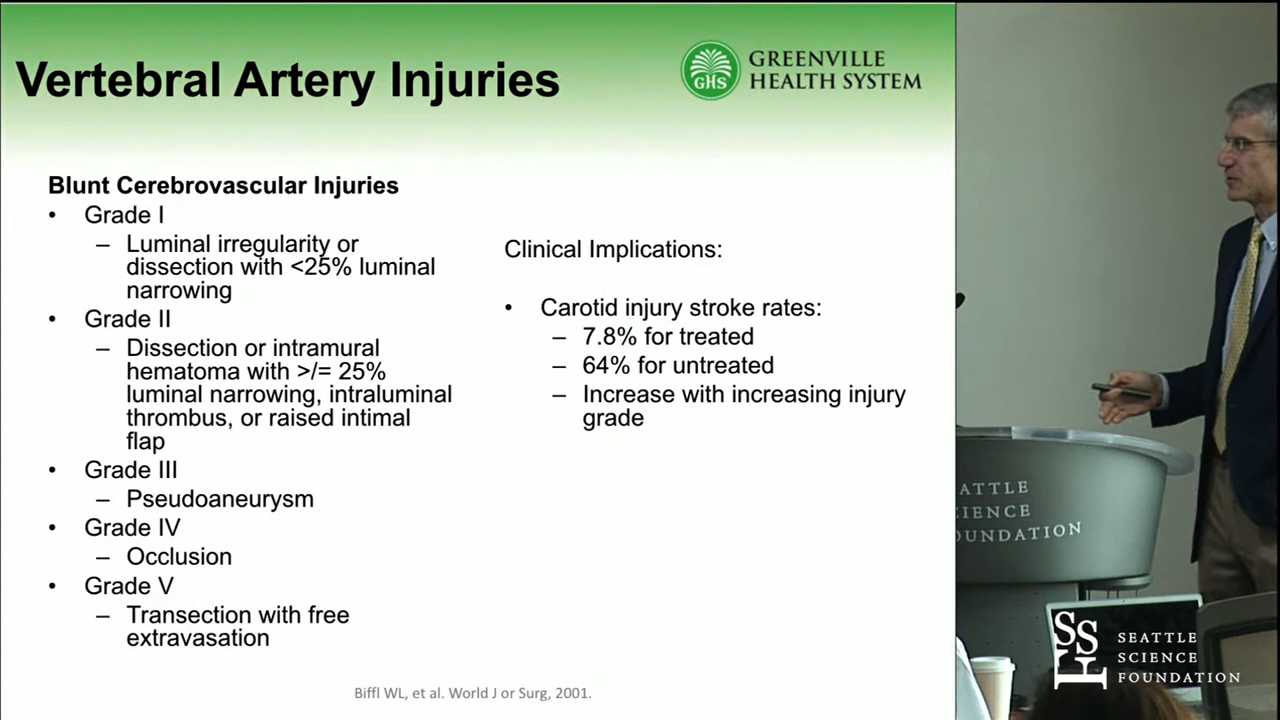 Vertebral Artery Injuries
GHS
GREENVILLE
HEALTH SYSTEM
Blunt Cerebrovascular Injuries
• Grade I
– Luminal irregularity or
dissection with <25% luminal
narrowing
• Grade II
– Dissection or intramural
hematoma with >/= 25%
luminal narrowing, intraluminal
thrombus, or raised intimal
flap
• Grade III
– Pseudoaneurysm
• Grade IV
– Occlusion
• Grade V
– Transection with free
extravasation
Clinical Implications:
• Carotid injury stroke rates:
– 7.8% for treated
– 64% for untreated
– Increase with increasing injury
grade
Biffl WL, et al. World J or Surg, 2001.
ATTLE
CIENCE
OUNDATION
SSF
SEATTLE
SCIENCE
FOUNDATION